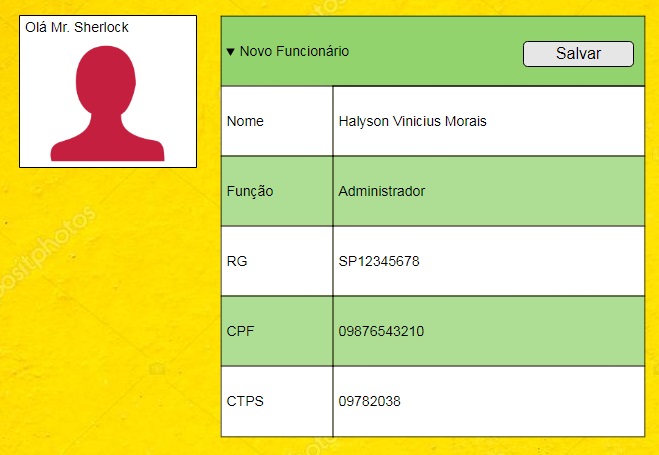 Olá Mr. Sherlock
Novo Funcionário
Salvar
Nome
Halyson Vinicius Morais
Função
Administrador
RG
SP12345678
CPF
09876543210
CTPS
09782038